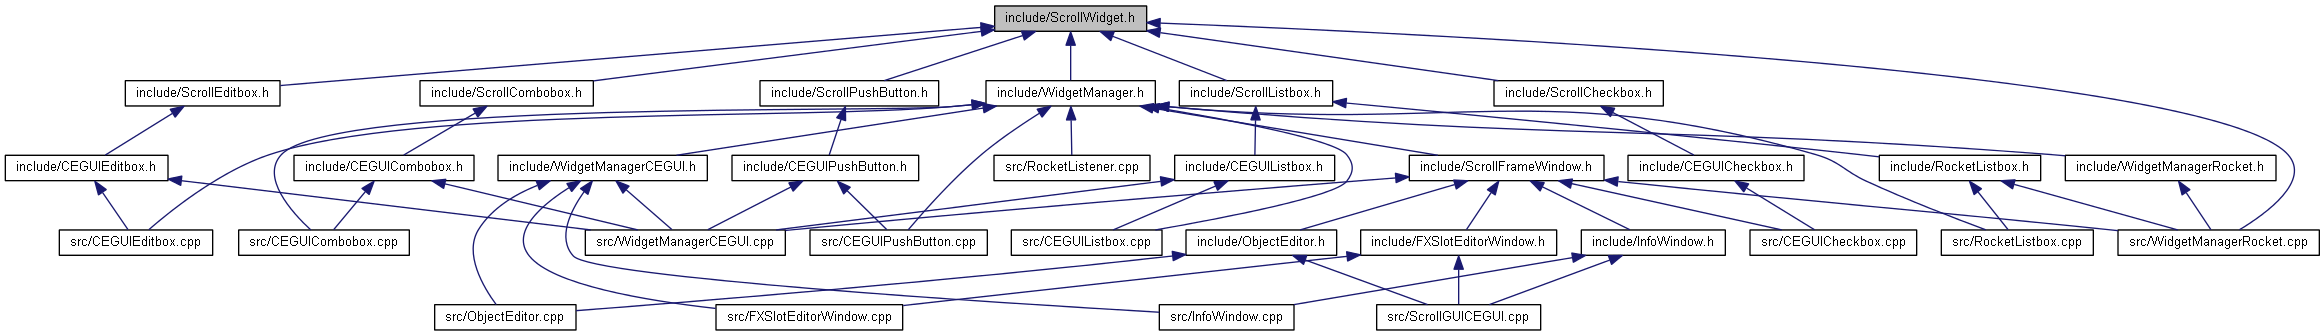 include/ScrollWidget.h
include/ScrollEditbox.h
include/ScrollCombobox.h
include/ScrollPushButton.h
include/WidgetManager.h
include/ScrollListbox.h
include/ScrollCheckbox.h
include/CEGUIEditbox.h
include/CEGUICombobox.h
include/WidgetManagerCEGUI.h
include/CEGUIPushButton.h
src/RocketListener.cpp
include/CEGUIListbox.h
include/ScrollFrameWindow.h
include/CEGUICheckbox.h
include/RocketListbox.h
include/WidgetManagerRocket.h
src/CEGUIEditbox.cpp
src/CEGUICombobox.cpp
src/WidgetManagerCEGUI.cpp
src/CEGUIPushButton.cpp
src/CEGUIListbox.cpp
include/ObjectEditor.h
include/FXSlotEditorWindow.h
include/InfoWindow.h
src/CEGUICheckbox.cpp
src/RocketListbox.cpp
src/WidgetManagerRocket.cpp
src/ObjectEditor.cpp
src/FXSlotEditorWindow.cpp
src/InfoWindow.cpp
src/ScrollGUICEGUI.cpp